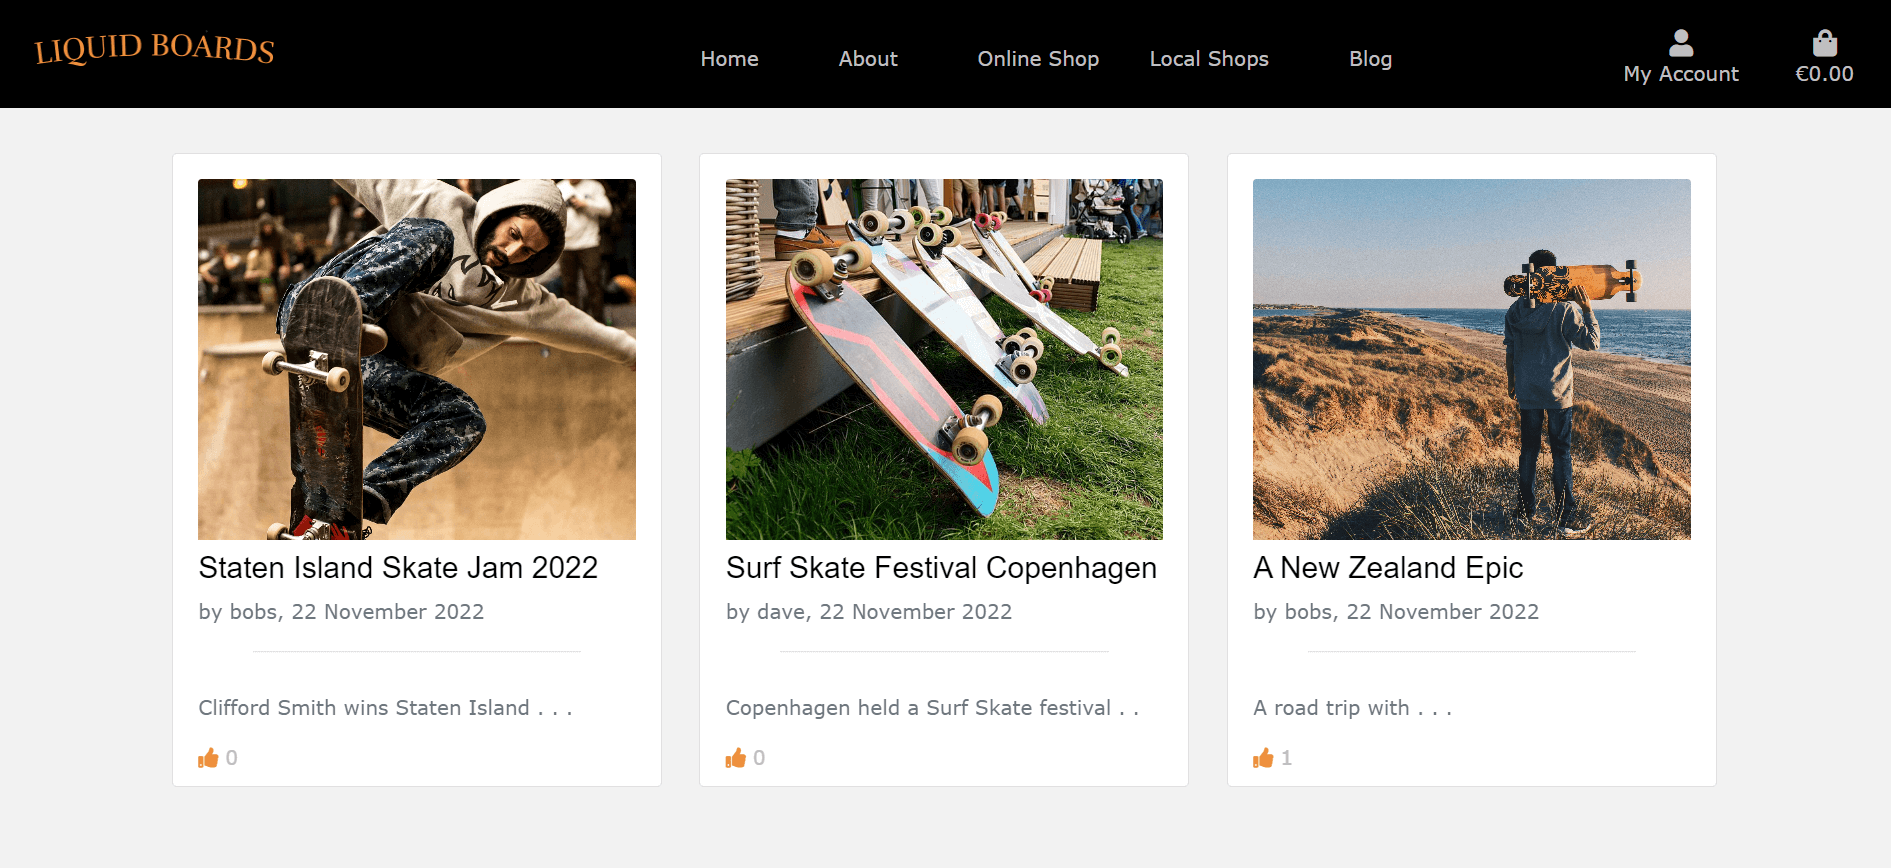 LIQUID BOARDS
Home About Online Shop Local Shops Blog
My Account €0.00
Staten Island Skate Jam 2022
by bobs, 22 November 2022
Clifford Smith wins Staten Island . . .
0
Surf Skate Festival Copenhagen
by dave, 22 November 2022
Copenhagen held a Surf Skate festival . .
0
A New Zealand Epic
by bobs, 22 November 2022
A road trip with . . .
1